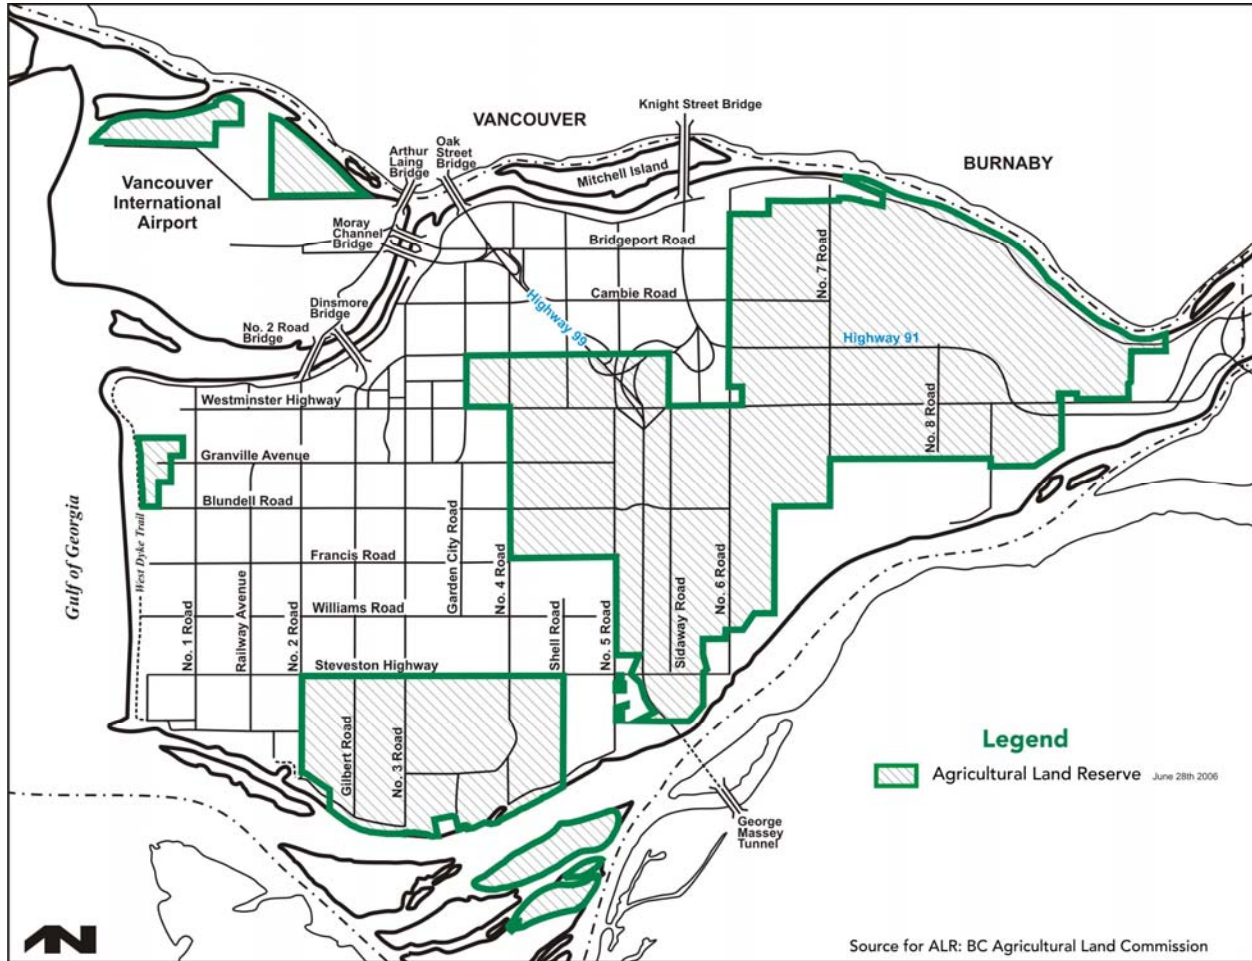 VANCOUVER
Knight Street Bridge
BURNABY
Arthur
Laing
Bridge
Oak
Street
Bridge
Mitchell Island
Vancouver
International
Airport
Moray
Channel
Bridge
Bridgeport Road
No. 7 Road
Dinsmore
Bridge
Cambie Road
Highway 99
No. 2 Road
Bridge
Highway 91
Westminster Highway
No. 8 Road
Granville Avenue
Blundell Road
Gulf of Georgia
West Dyke Trail
Francis Road
Garden City Road
No. 4 Road
No. 6 Road
Williams Road
No. 1 Road
Railway Avenue
No. 2 Road
Shell Road
No. 5 Road
Sidaway Road
Steveston Highway
Gilbert Road
No. 3 Road
Legend
Agricultural Land Reserve June 28th 2006
George
Massey
Tunnel
Source for ALR: BC Agricultural Land Commission